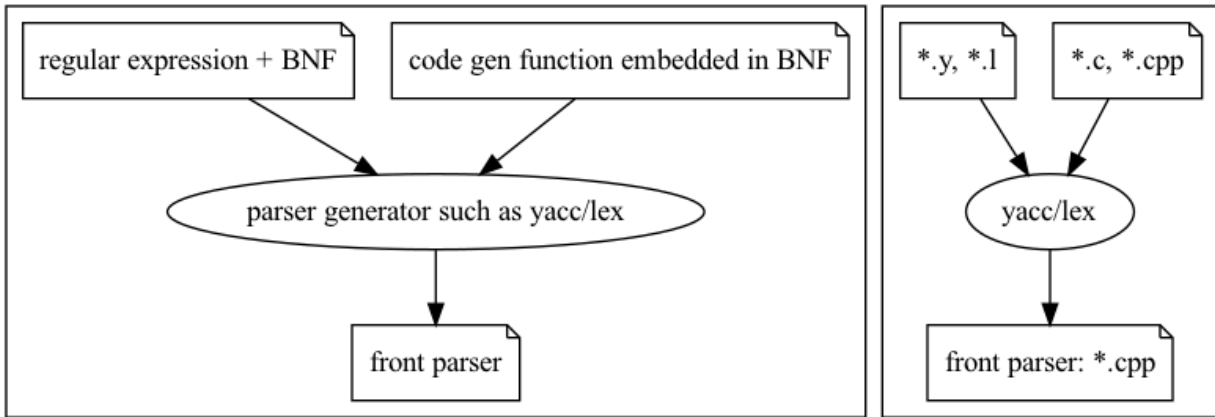 regular expression + BNF
code gen function embedded in BNF
parser generator such as yacc/lex
front parser
*.y, *.l
*.c, *.cpp
yacc/lex
front parser: *.cpp